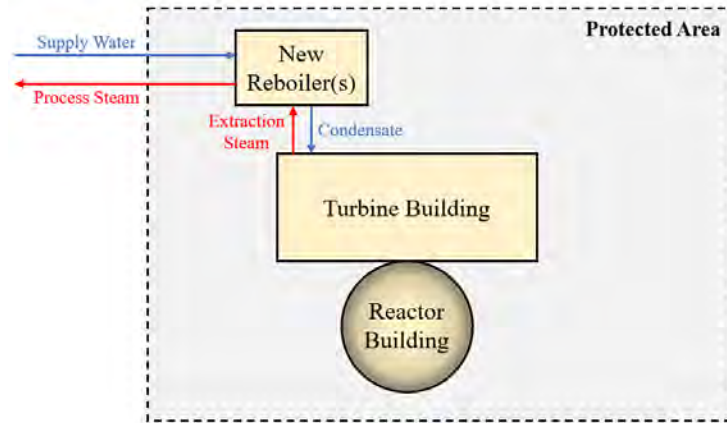 Protected Area
Supply Water
New
Reboiler(s)
Process Steam
Extraction
Steam
Condensate
Turbine Building
Reactor
Building